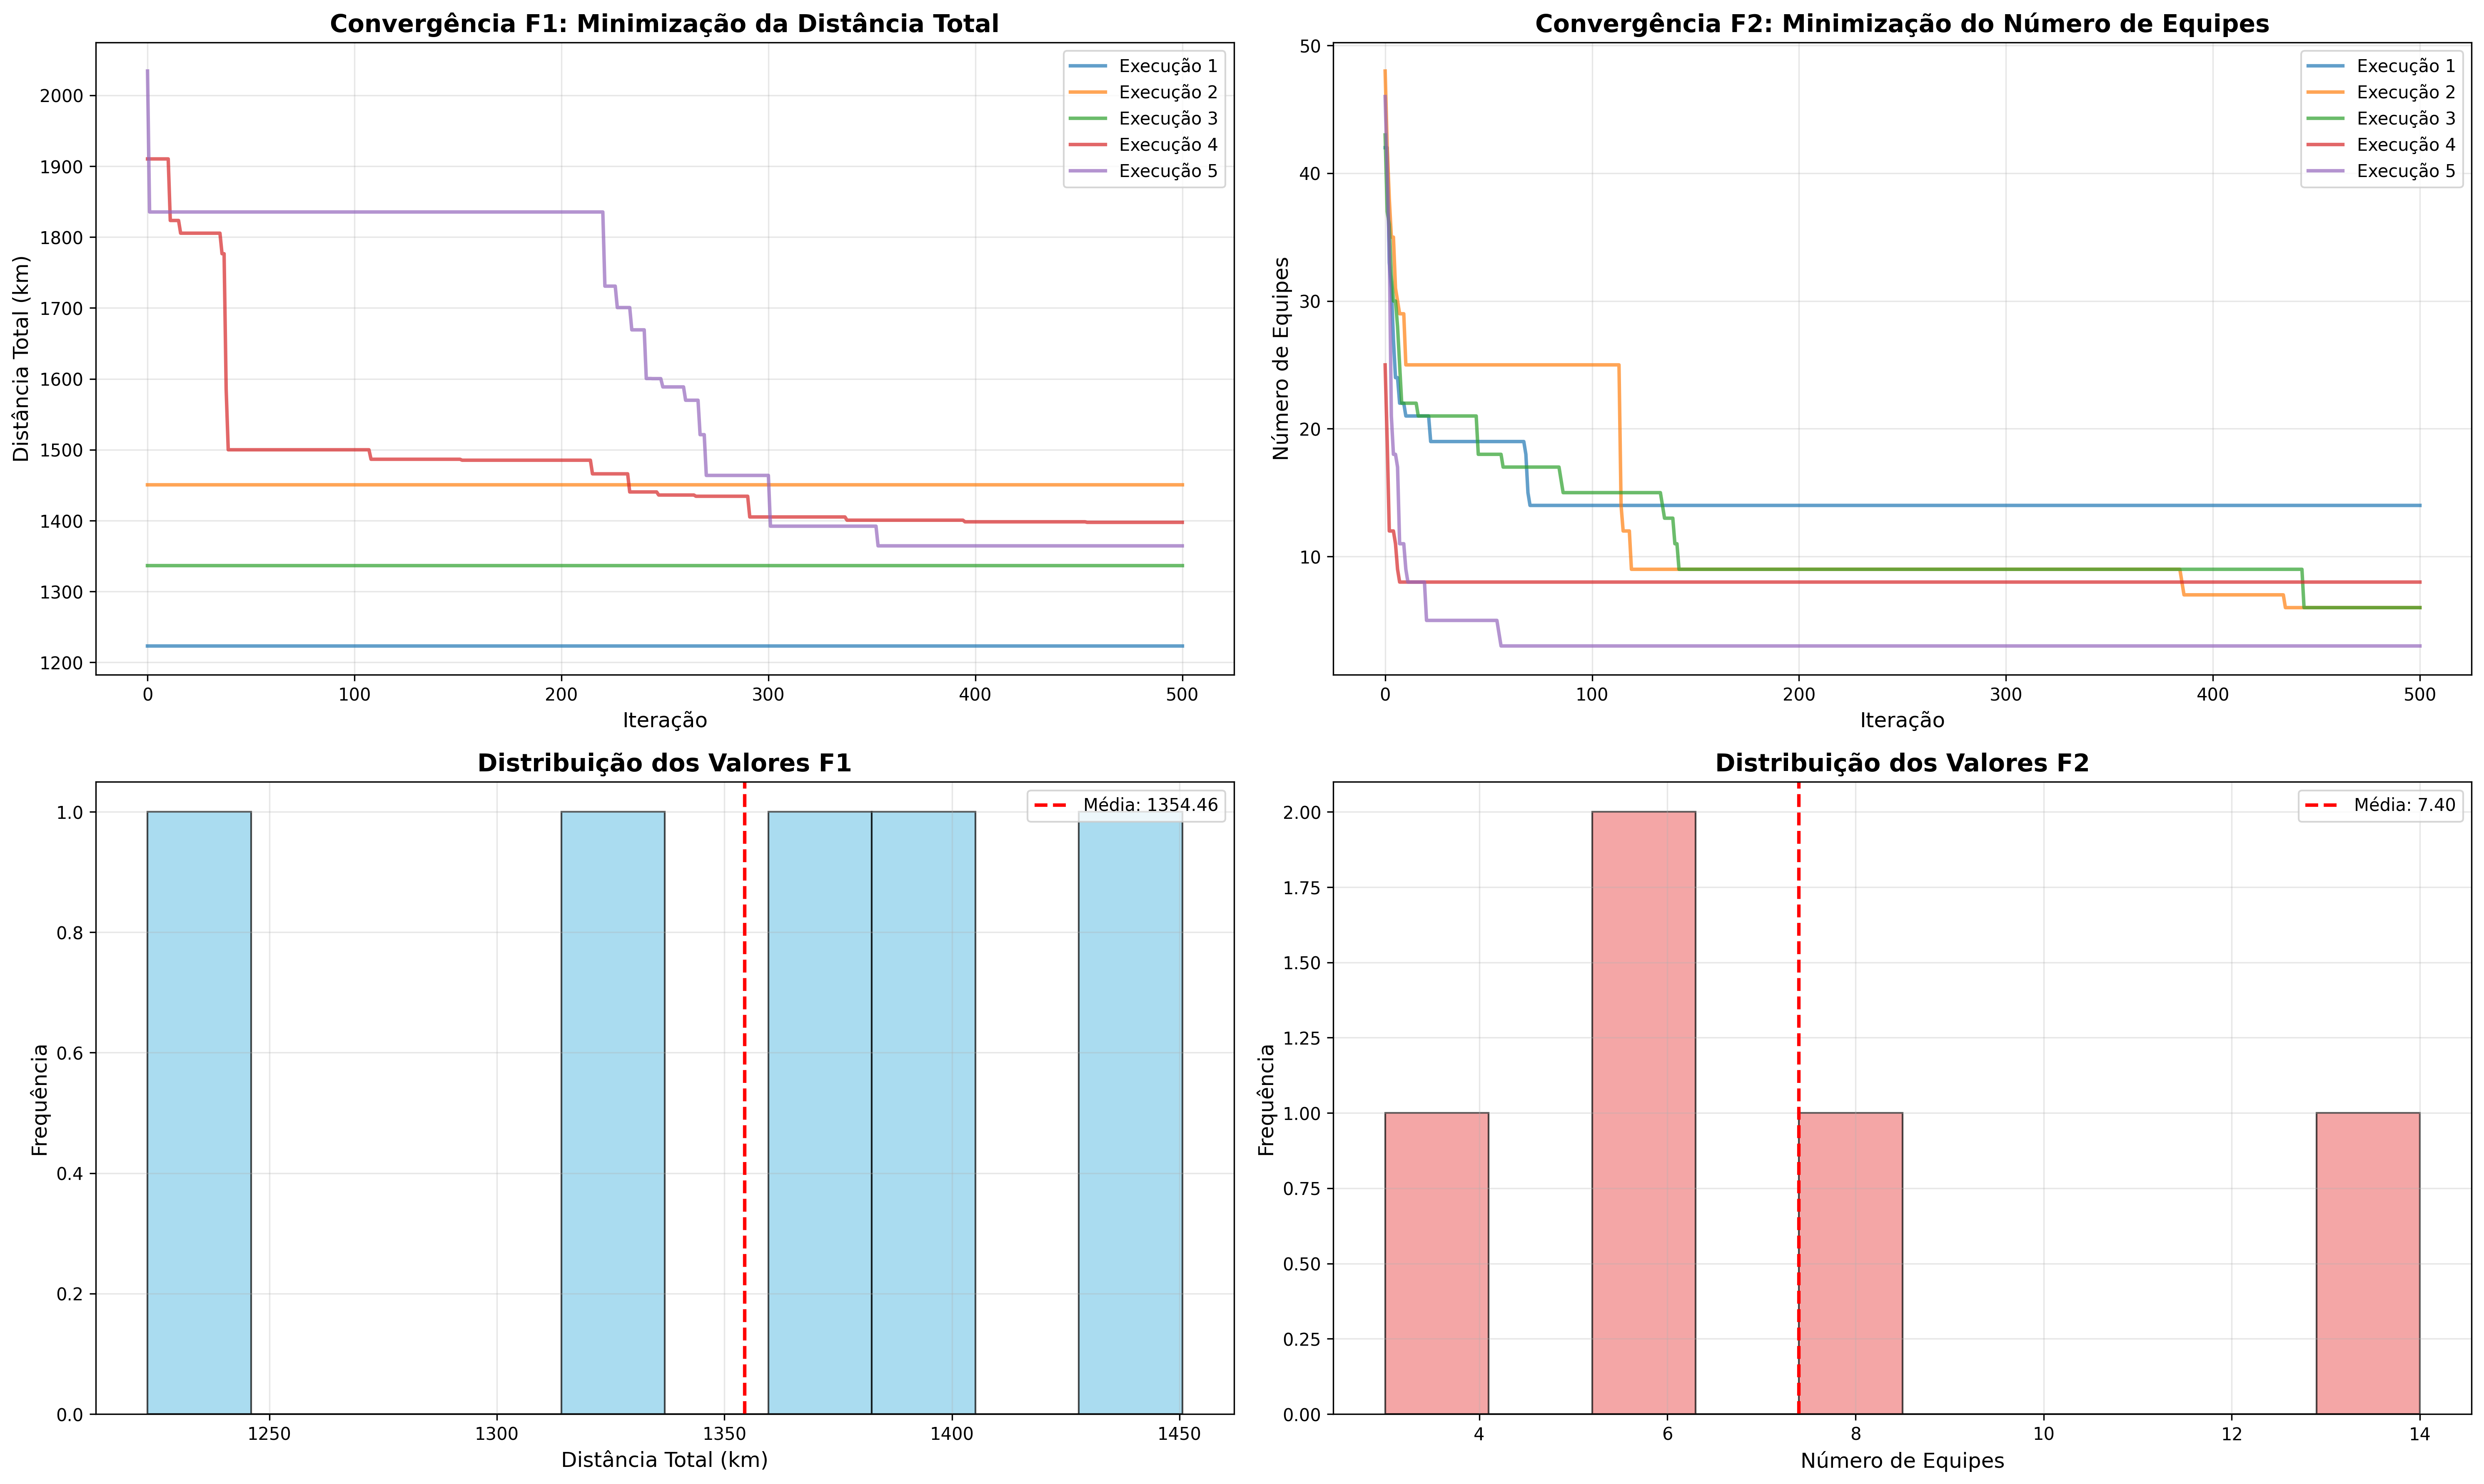 Convergência F1: Minimização da Distância Total
Distância Total (km)
2000
1900
1800
1700
1600
1500
1400
1300
1200
0
100
200
300
400
500
Iteração
Execução 1
Execução 2
Execução 3
Execução 4
Execução 5
Convergência F2: Minimização do Número de Equipes
Número de Equipes
50
40
30
20
10
0
100
200
300
400
500
Iteração
Execução 1
Execução 2
Execução 3
Execução 4
Execução 5
Distribuição dos Valores F1
Frequência
1.0
0.8
0.6
0.4
0.2
0.0
1250
1300
1350
1400
1450
Distância Total (km)
Média: 1354.46
Distribuição dos Valores F2
Frequência
2.00
1.75
1.50
1.25
1.00
0.75
0.50
0.25
0.00
4
6
8
10
12
14
Número de Equipes
Média: 7.40